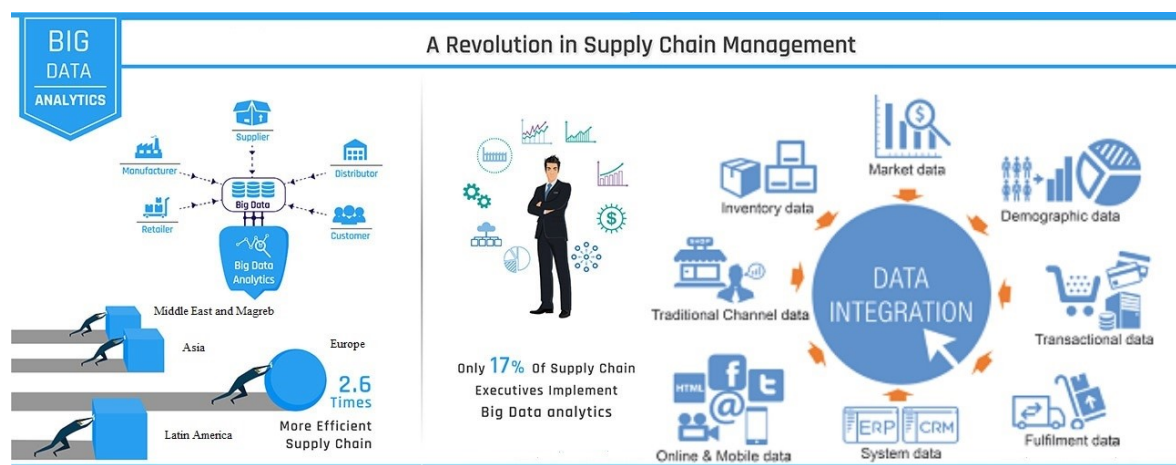 BIG
DATA
ANALYTICS
A Revolution in Supply Chain Management
Supplier
Manufacturer
Distributor
Big Data
Retailer
Customer
Big Data
Analytics
Middle East and Magreb
Asia
Europe
2.6
Times
More Efficient
Supply Chain
Latin America
Only 17% Of Supply Chain
Executives Implement
Big Data analytics
Market data
Inventory data
Demographic data
SHOP
Traditional Channel data
DATA
INTEGRATION
Transactional data
HTML
f
t
@
Online & Mobile data
ERP
CRM
System data
Fulfilment data